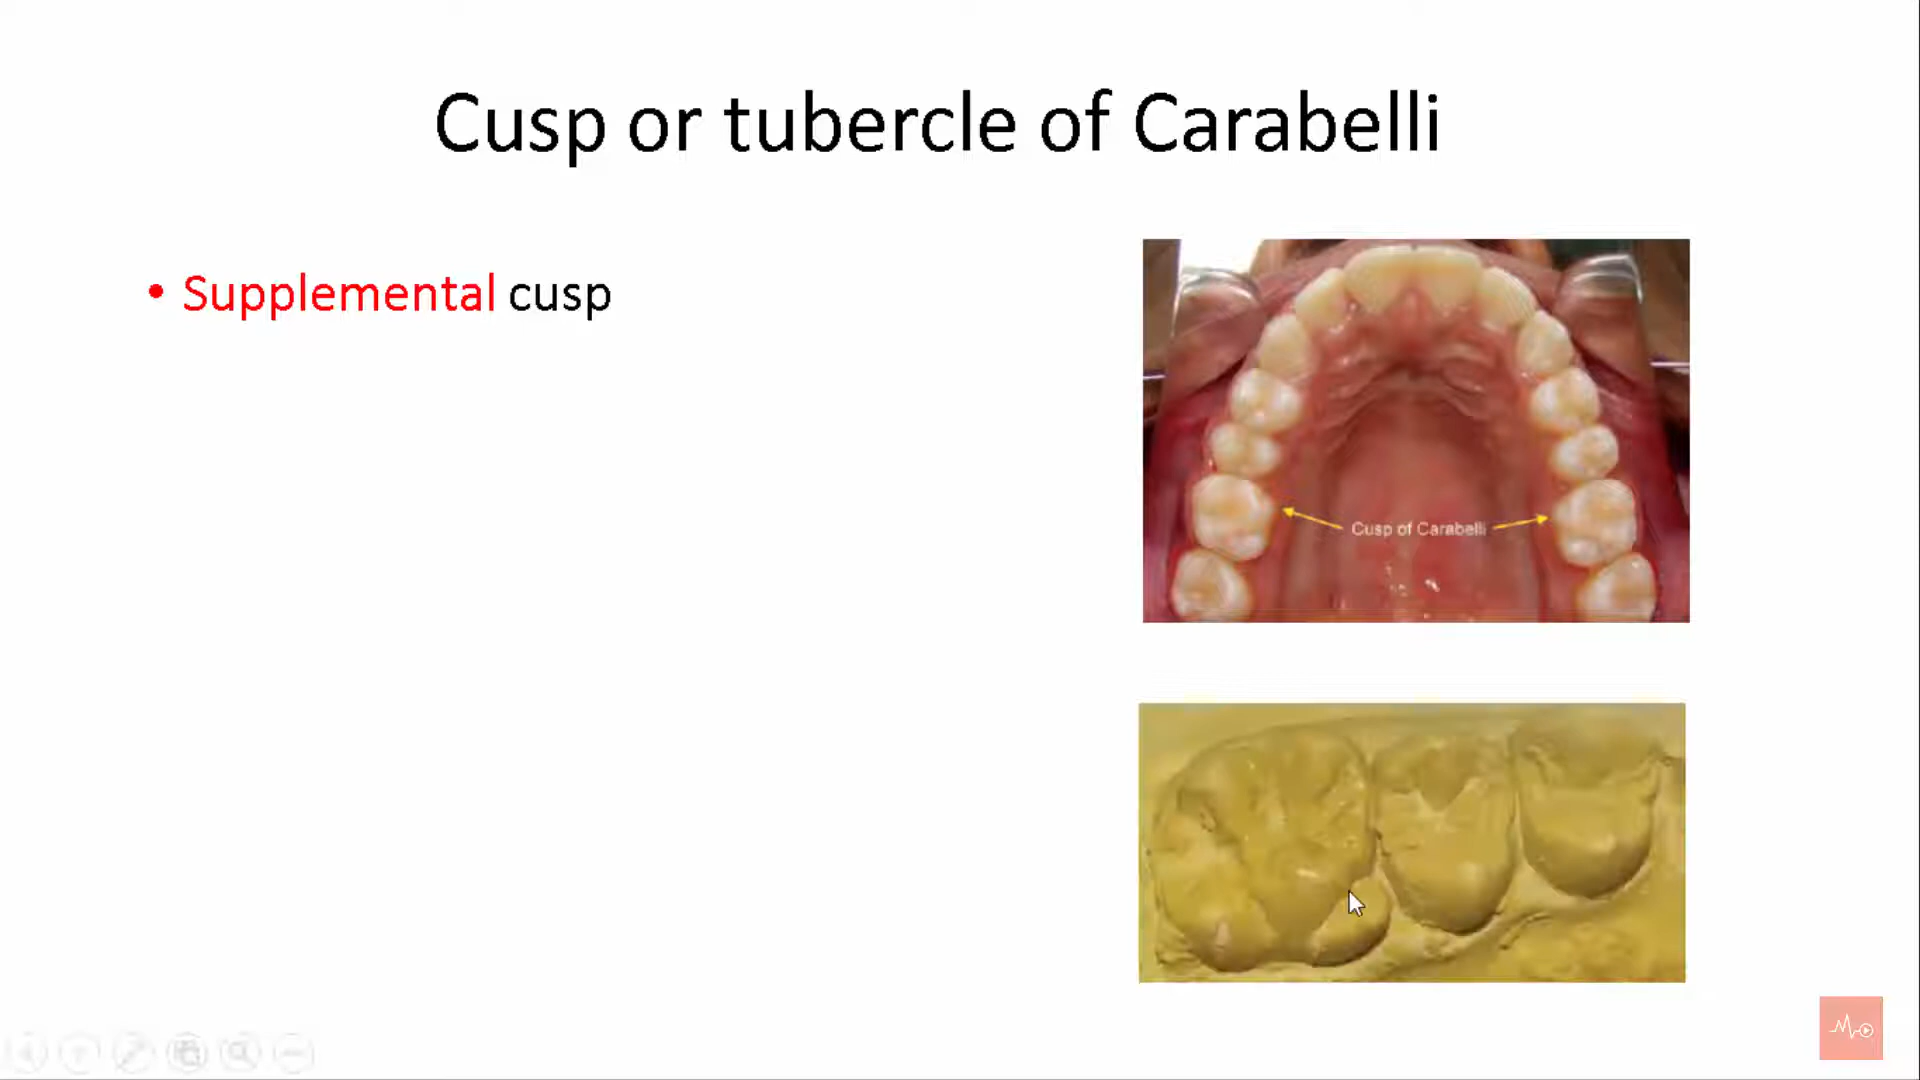 Cusp or tubercle of Carabelli
• Supplemental cusp
Cusp of Carabelli